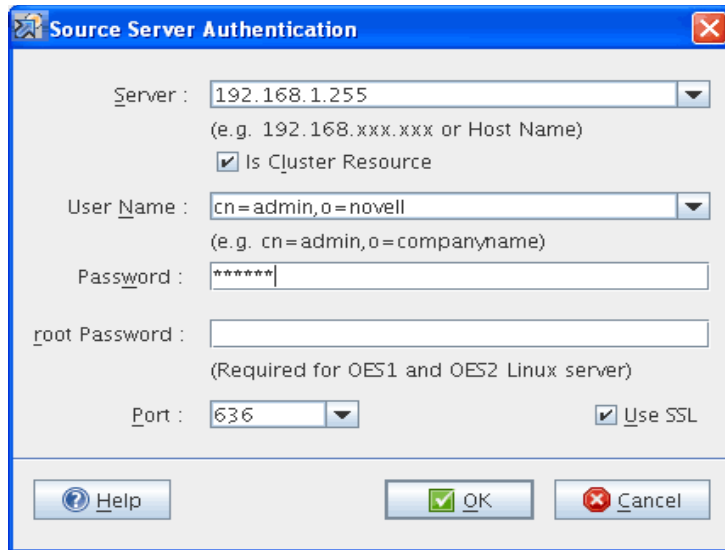 Source Server Authentication
Server : 192.168.1.255
(e.g. 192.168.xxx.xxx or Host Name)
Is Cluster Resource
User Name : cn=admin,o=novell
(e.g. cn=admin,o=companyname)
Password : ******
root Password :
(Required for OES1 and OES2 Linux server)
Port : 636 Use SSL
Help OK Cancel